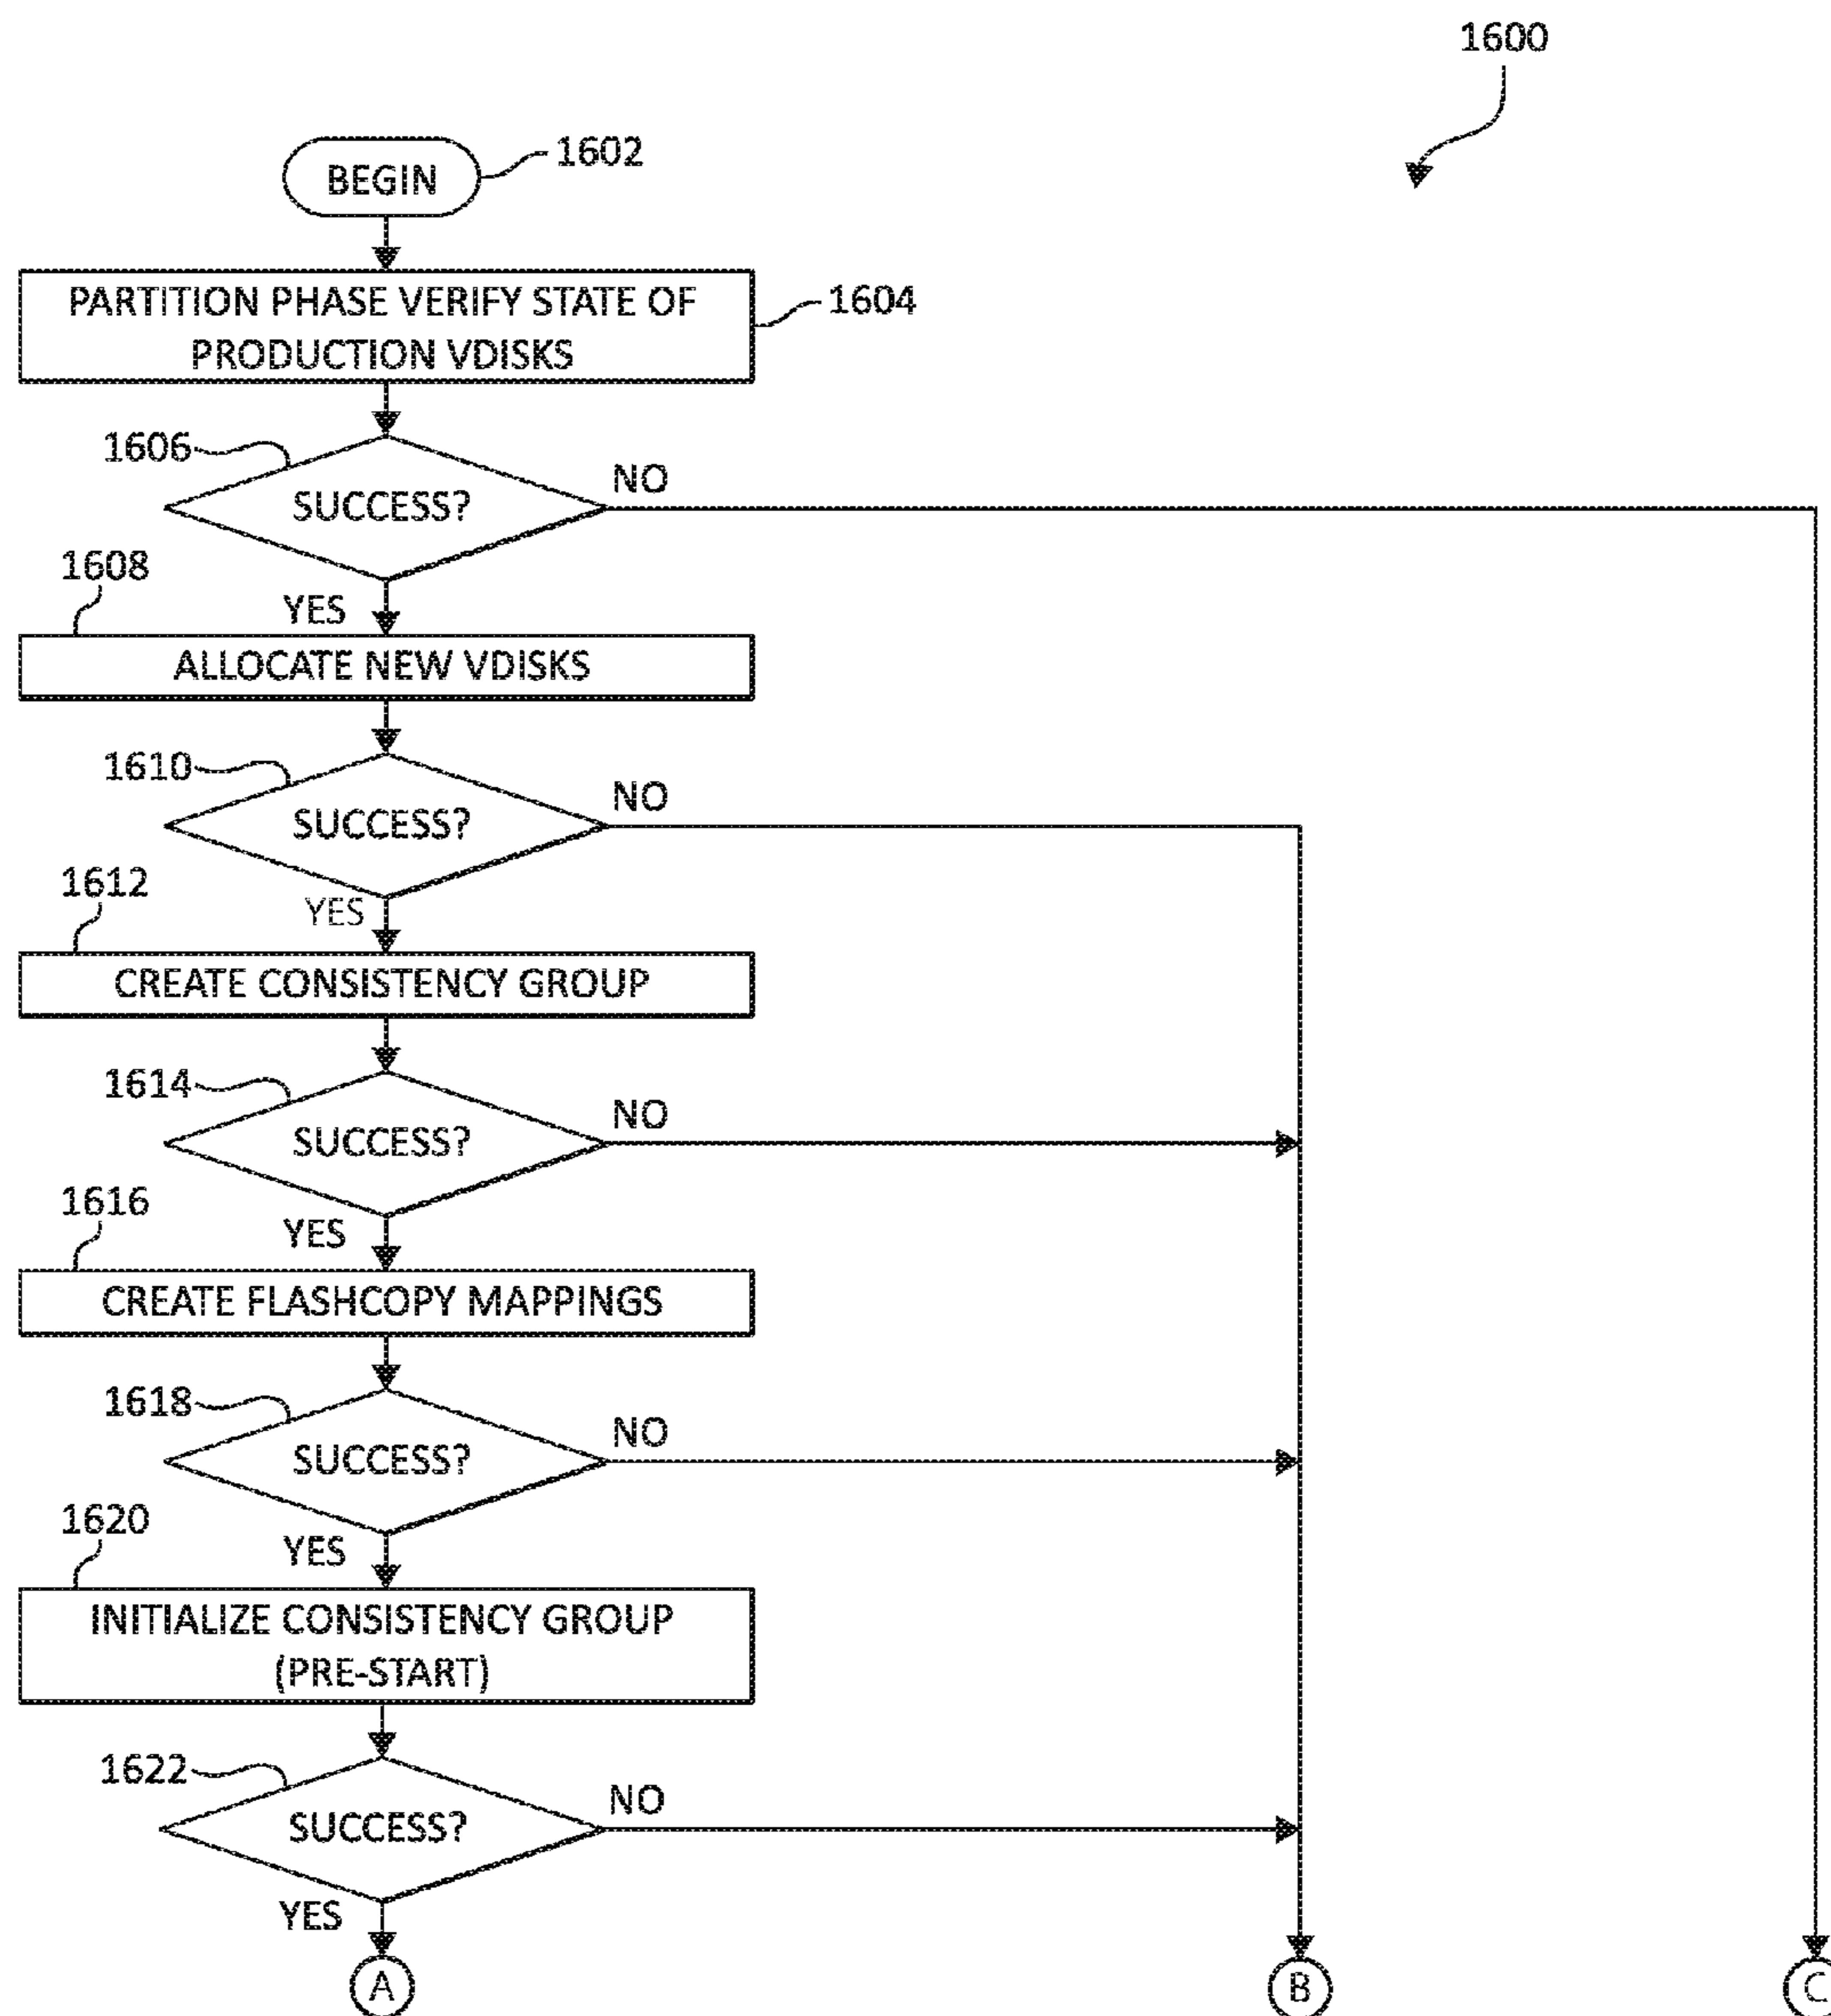 1600
BEGIN
1602
PARTITION PHASE VERIFY STATE OF
PRODUCTION VDISKS
1604
1606
SUCCESS?
NO
YES
1608
ALLOCATE NEW VDISKS
1610
SUCCESS?
NO
YES
1612
CREATE CONSISTENCY GROUP
1614
SUCCESS?
NO
YES
1616
CREATE FLASHCOPY MAPPINGS
1618
SUCCESS?
NO
YES
1620
INITIALIZE CONSISTENCY GROUP
(PRE-START)
1622
SUCCESS?
NO
YES
A
B
C